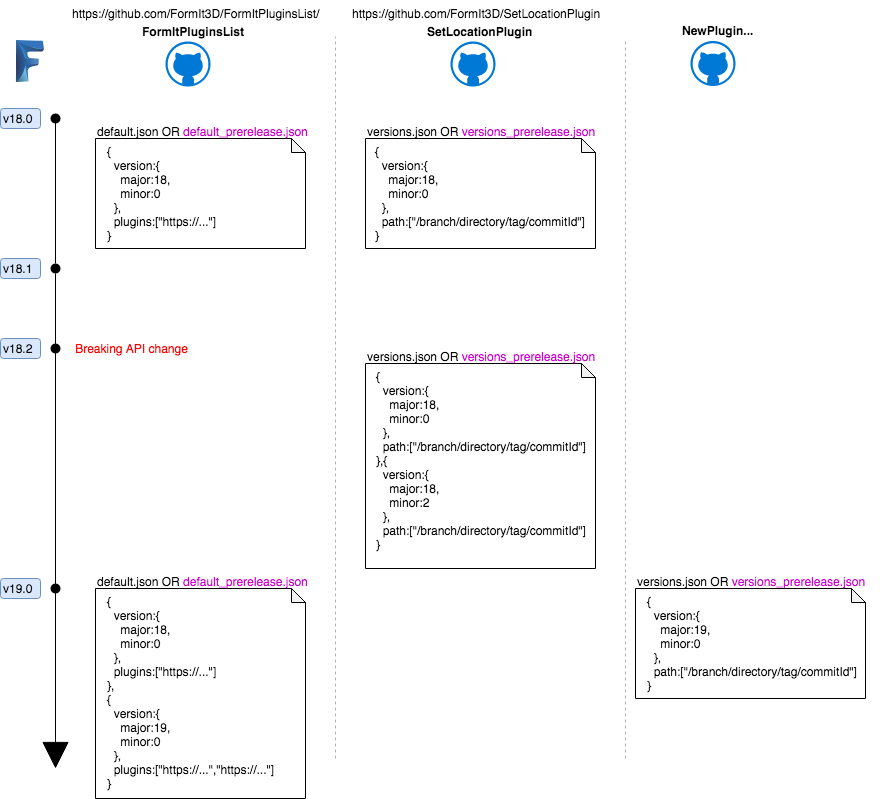 https://github.com/FormIt3D/FormItPluginsList/
FormItPluginsList
https://github.com/FormIt3D/SetLocationPlugin
SetLocationPlugin
NewPlugin...
v18.0
default.json OR default_prerelease.json
{
version:{
major:18,
minor:0
},
plugins:["https://..."]
}
versions.json OR versions_prerelease.json
{
version:{
major:18,
minor:0
},
path:["/branch/directory/tag/commitId"]
}
v18.1
v18.2
Breaking API change
versions.json OR versions_prerelease.json
{
version:{
major:18,
minor:0
},
path:["/branch/directory/tag/commitId"]
},{
version:{
major:18,
minor:2
},
path:["/branch/directory/tag/commitId"]
}
v19.0
default.json OR default_prerelease.json
{
version:{
major:18,
minor:0
},
plugins:["https://..."]
},
{
version:{
major:19,
minor:0
},
plugins:["https://...","https://..."]
}
versions.json OR versions_prerelease.json
{
version:{
major:19,
minor:0
},
path:["/branch/directory/tag/commitId"]
}